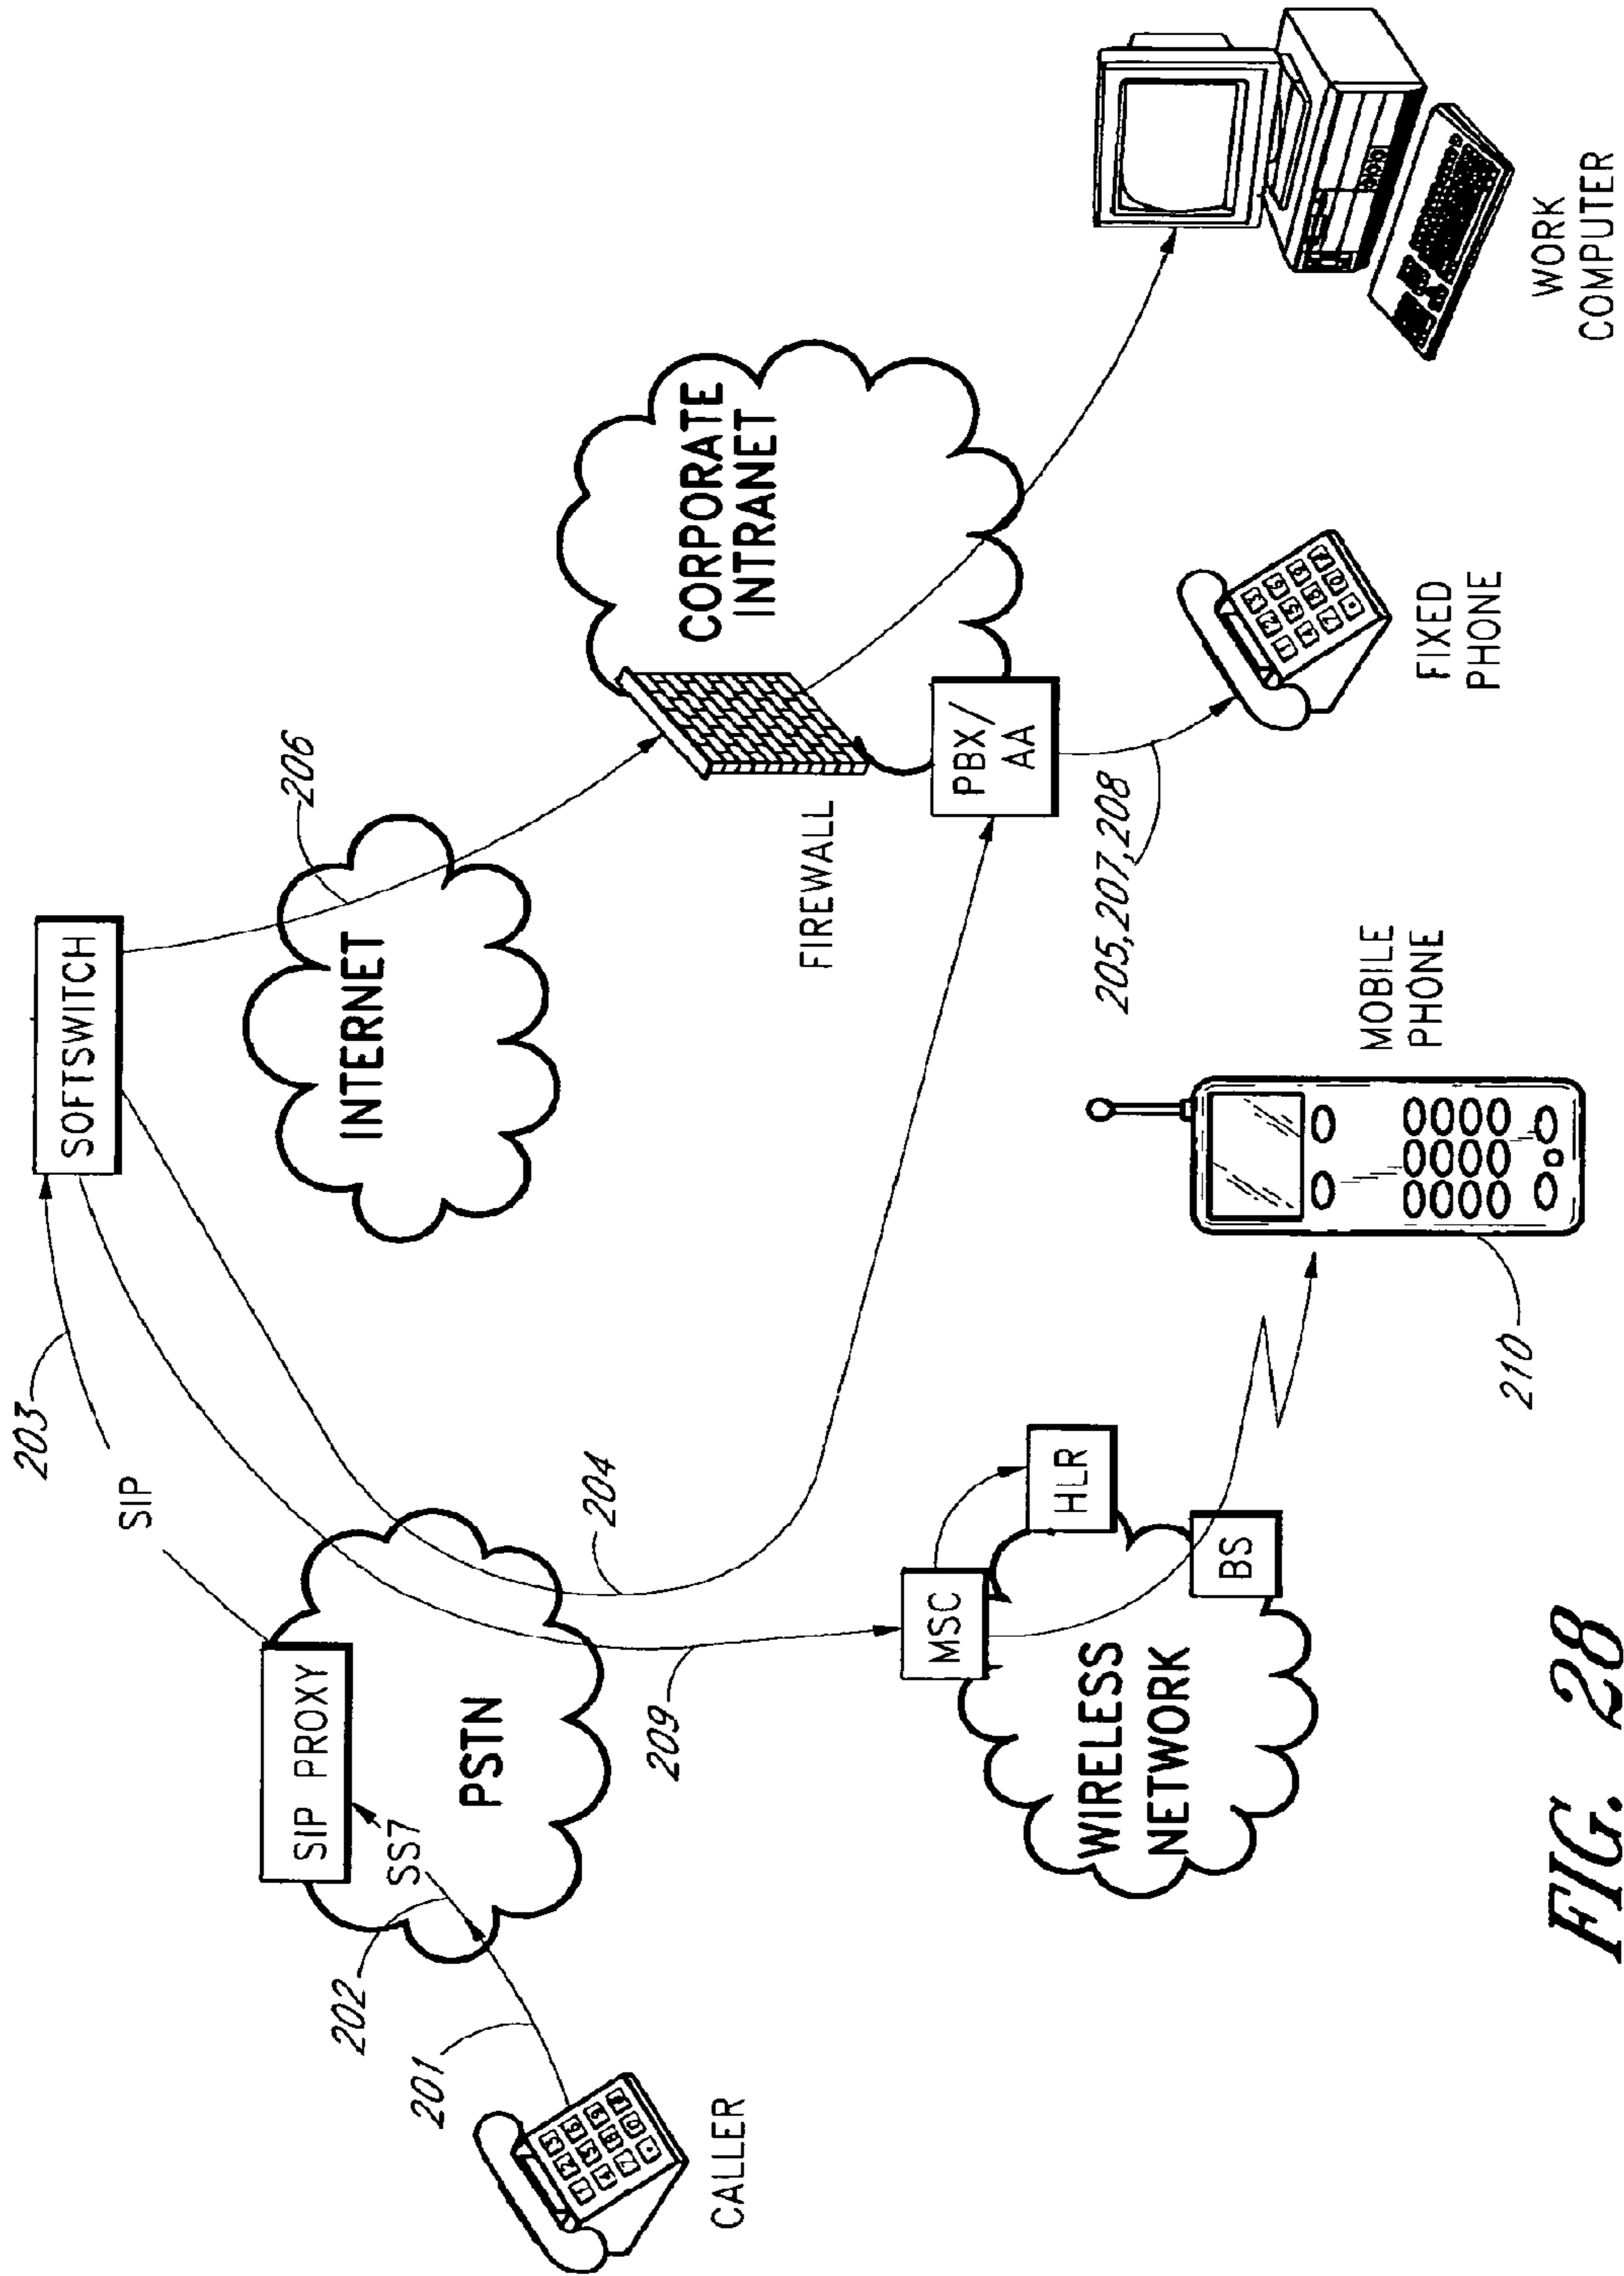 SOFTSWITCH
203
SIP
206
INTERNET
SIP PROXY
SS7
202
201
PSTN
CALLER
204
209
CORPORATE
INTRANET
FIREWALL
PBX/
AA
205,207,208
MSC
HLR
BS
WIRELESS
NETWORK
MOBILE
PHONE
210
FIXED
PHONE
WORK
COMPUTER
FIG. 28